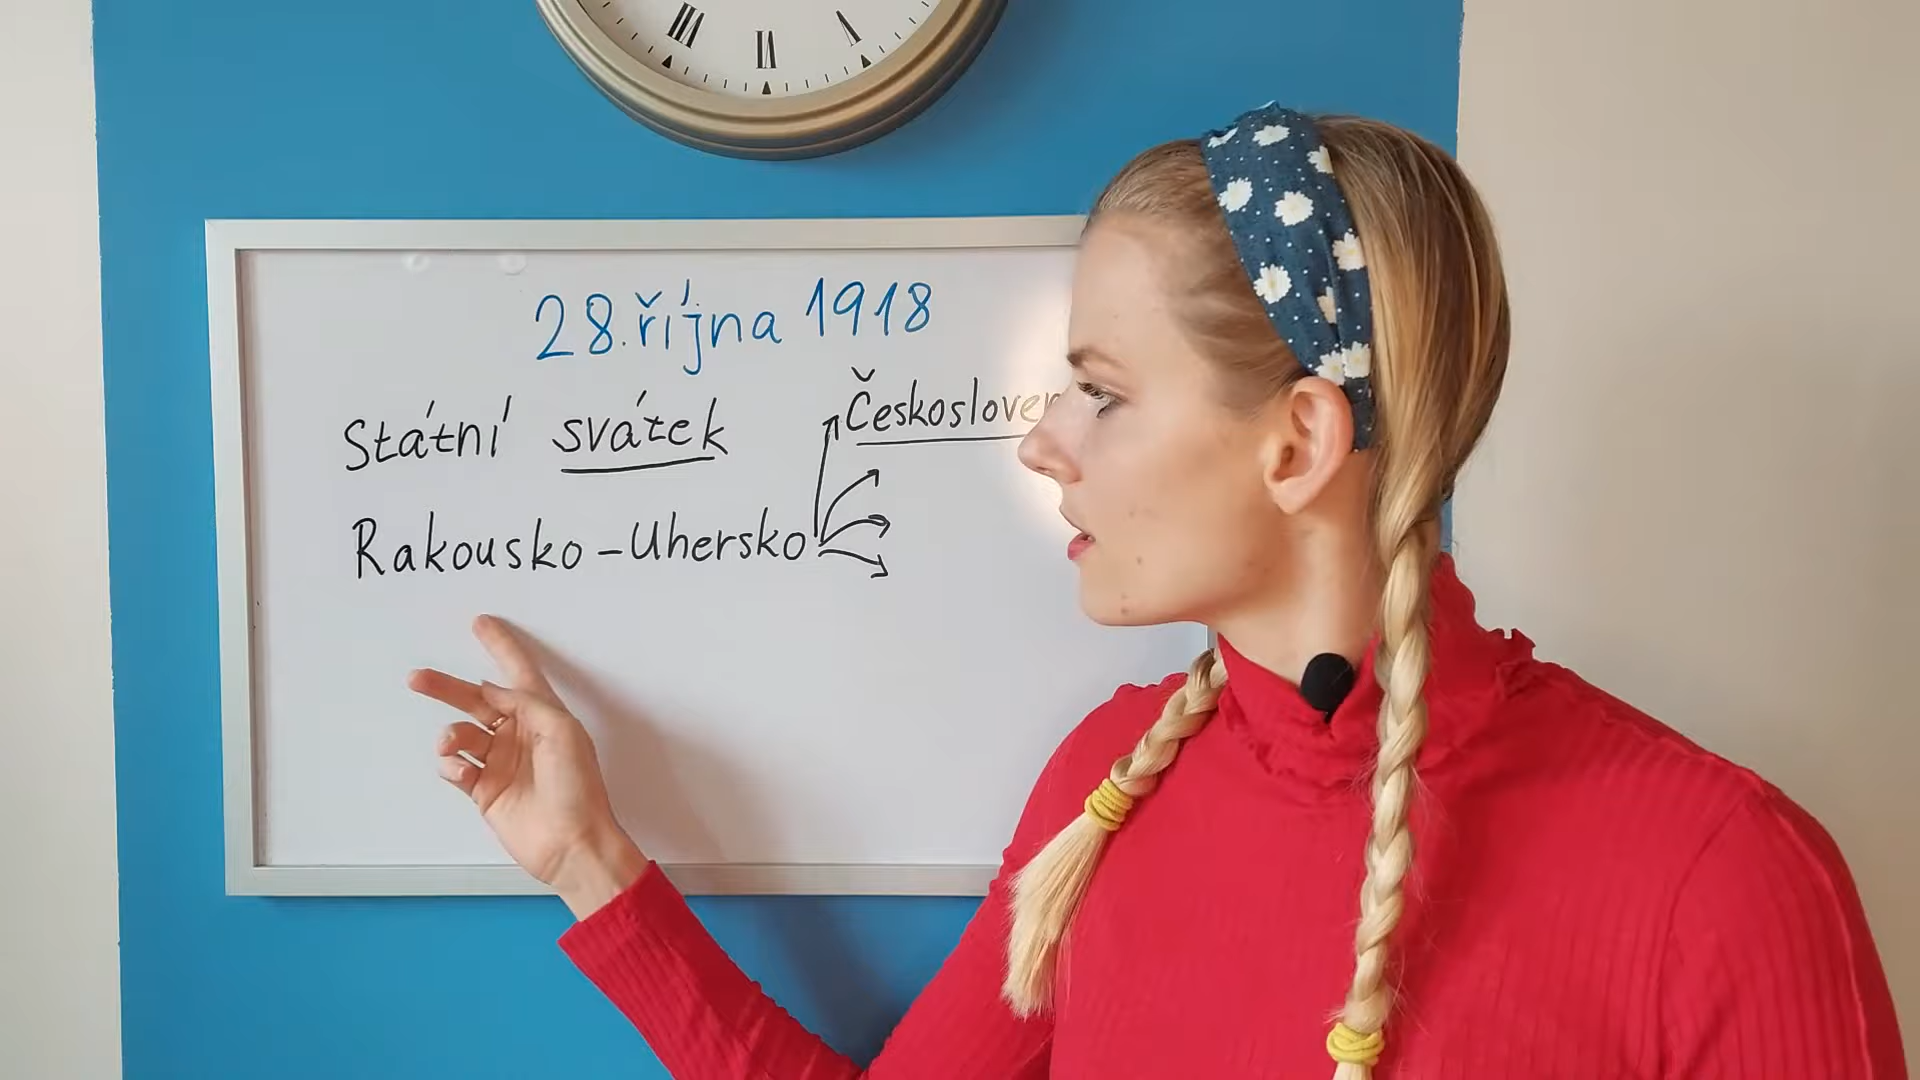 28. října 1918
Státní svátek
Rakousko-Uhersko